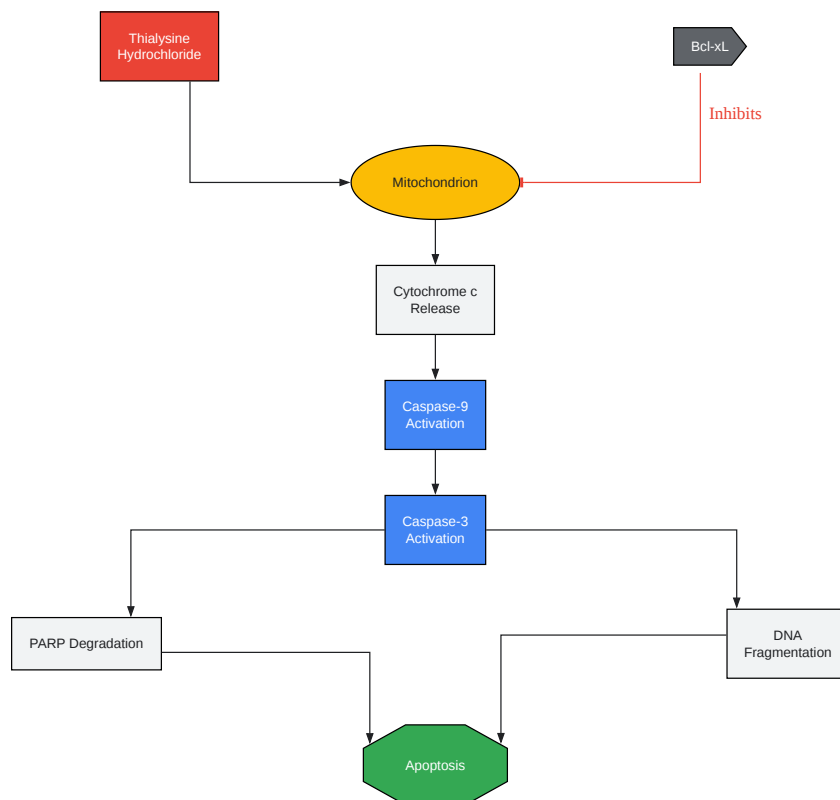 Thialysine
Hydrochloride
Bcl-xL
Inhibits
Mitochondrion
Cytochrome c
Release
Caspase-9
Activation
Caspase-3
Activation
PARP Degradation
DNA
Fragmentation
Apoptosis